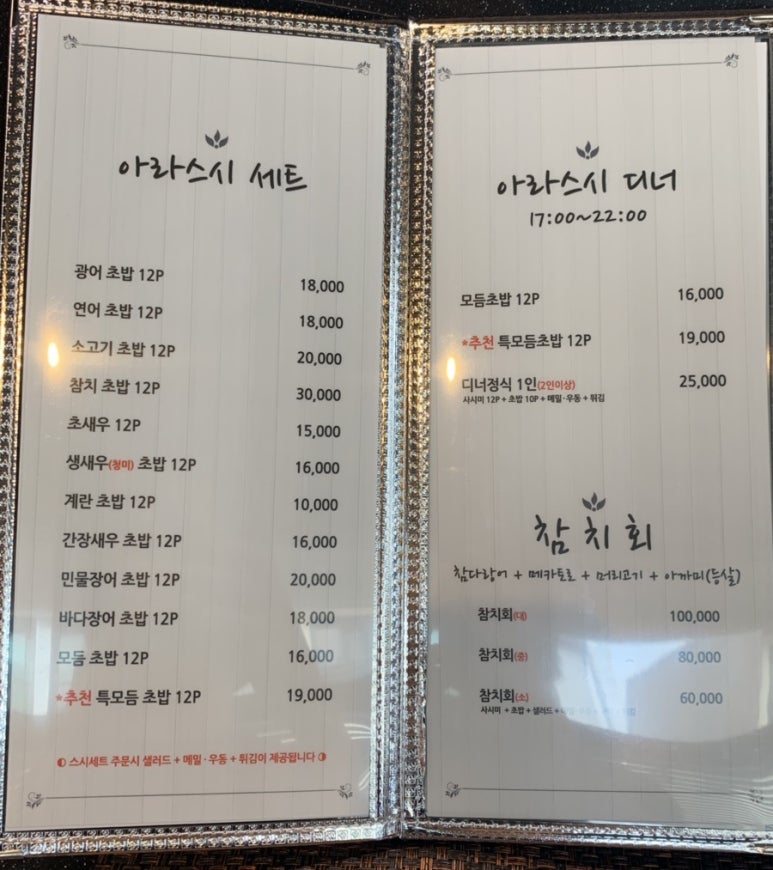 아라스시 세트
광어 초밥 12P 18,000
연어 초밥 12P 18,000
소고기 초밥 12P 20,000
참치 초밥 12P 30,000
초새우 12P 15,000
생새우(청미) 초밥 12P 16,000
계란 초밥 12P 10,000
간장새우 초밥 12P 16,000
민물장어 초밥 12P 20,000
바다장어 초밥 12P 18,000
모듬 초밥 12P 16,000
*추천 특모듬 초밥 12P 19,000
스시세트 주문시 샐러드 + 메밀·우동 + 튀김이 제공됩니다
아라스시 디너
17:00~22:00
모듬초밥 12P 16,000
*추천 특모듬초밥 12P 19,000
디너정식 1인(2인이상) 25,000
사시미 12P + 초밥 10P + 메밀·우동 + 튀김
참치회
참다랑어 + 메카토로 + 머리고기 + 아까미(등살)
참치회(대) 100,000
참치회(중) 80,000
참치회(소) 60,000
사시미 + 초밥 + 샐러드 +